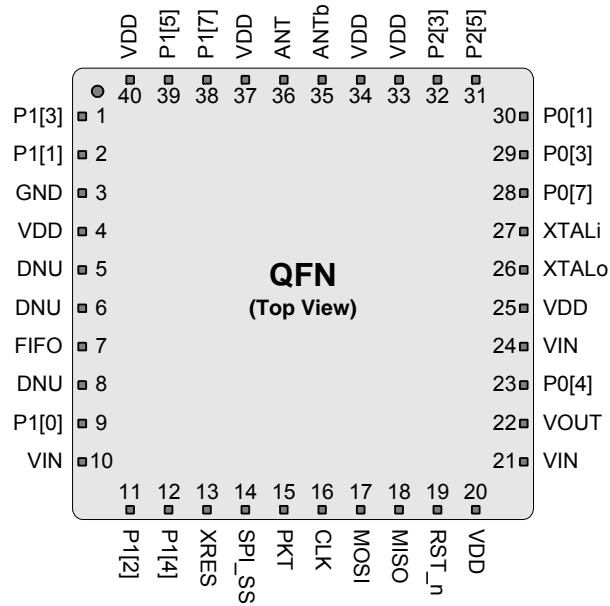 VDD P1[5] P1[7] VDD ANT ANTb VDD VDD P2[3] P2[5]
40 39 38 37 36 35 34 33 32 31
P1[3] 1 30 P0[1]
P1[1] 2 29 P0[3]
GND 3 28 P0[7]
VDD 4 27 XTALi
DNU 5 26 XTALo
QFN
DNU 6 25 VDD
(Top View)
FIFO 7 24 VIN
DNU 8 23 P0[4]
P1[0] 9 22 VOUT
VIN 10 21 VIN
11 12 13 14 15 16 17 18 19 20
P1[2] P1[4] XRES SPI_SS PKT CLK MOSI MISO RST_n VDD